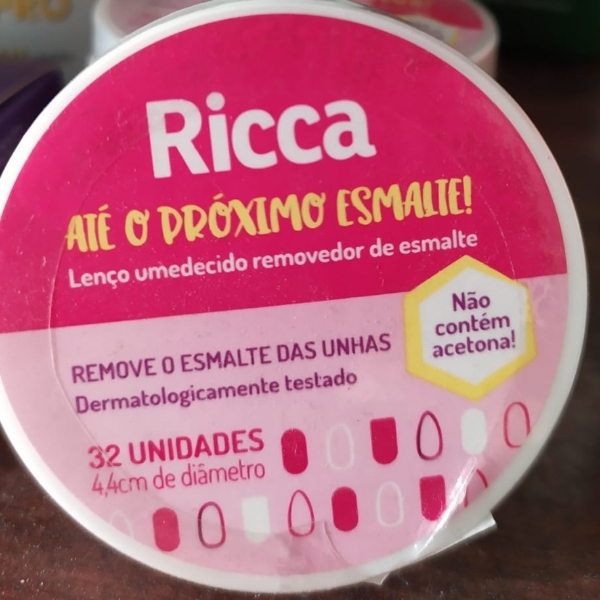 Ricca
ATÉ O PRÓXIMO ESMALTE!
Lenço umedecido removedor de esmalte
Não
contém
acetona!
REMOVE O ESMALTE DAS UNHAS
Dermatologicamente testado
32 UNIDADES
4,4cm de diâmetro